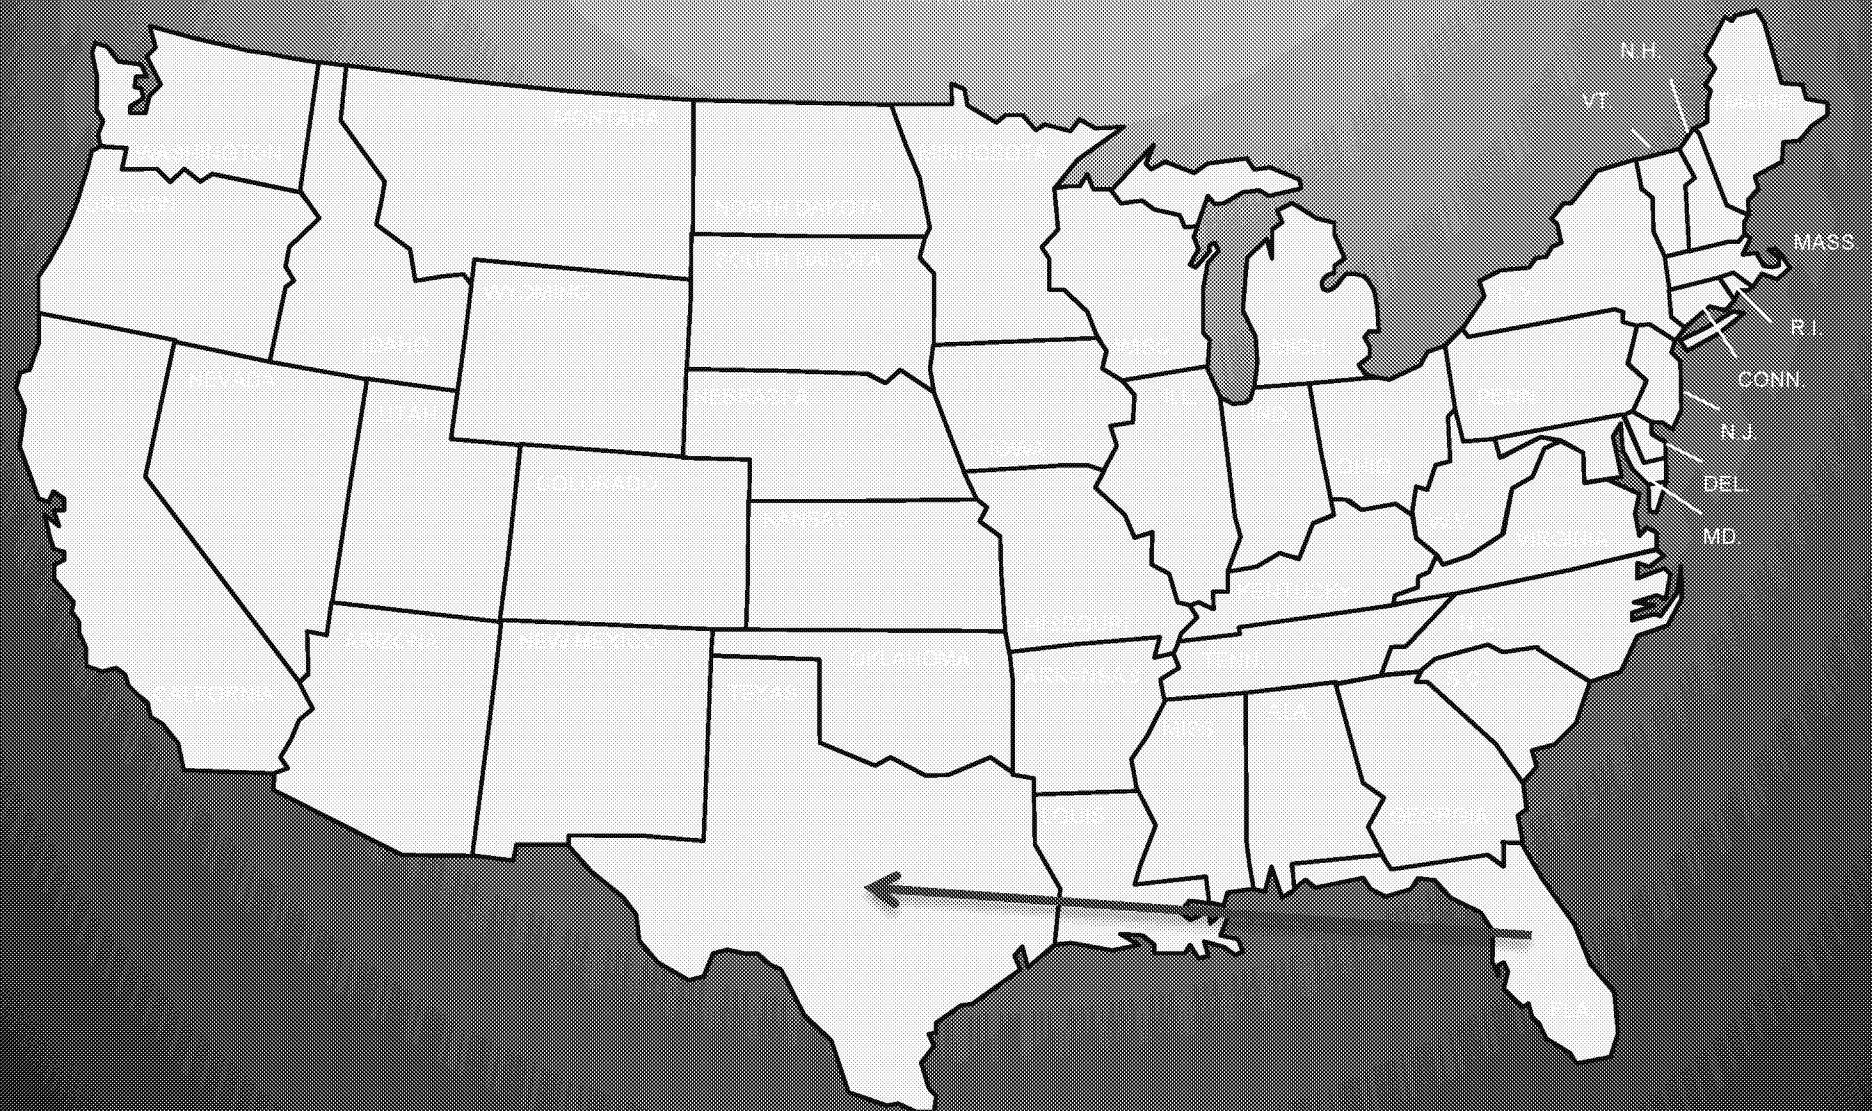 N.H.
VT.
MAINE
MONTANA
WASHINGTON
MINNESOTA
OREGON
NORTH DAKOTA
MASS
SOUTH DAKOTA
WYOMING
N.Y.
R.I.
IDAHO
WISC
MICH
NEVADA
CONN.
UTAH
NEBRASKA
ILL.
IND.
PENN
N.J.
IOWA
OHIO
COLORADO
DEL.
KANSAS
W.V.
VIRGINIA
MD.
KENTUCKY
MISSOURI
N.C.
ARIZONA
NEW MEXICO
OKLAHOMA
TENN.
ARKANSAS
S.C.
CALIFORNIA
TEXAS
ALA.
MISS
LOUIS
GEORGIA
FLA.